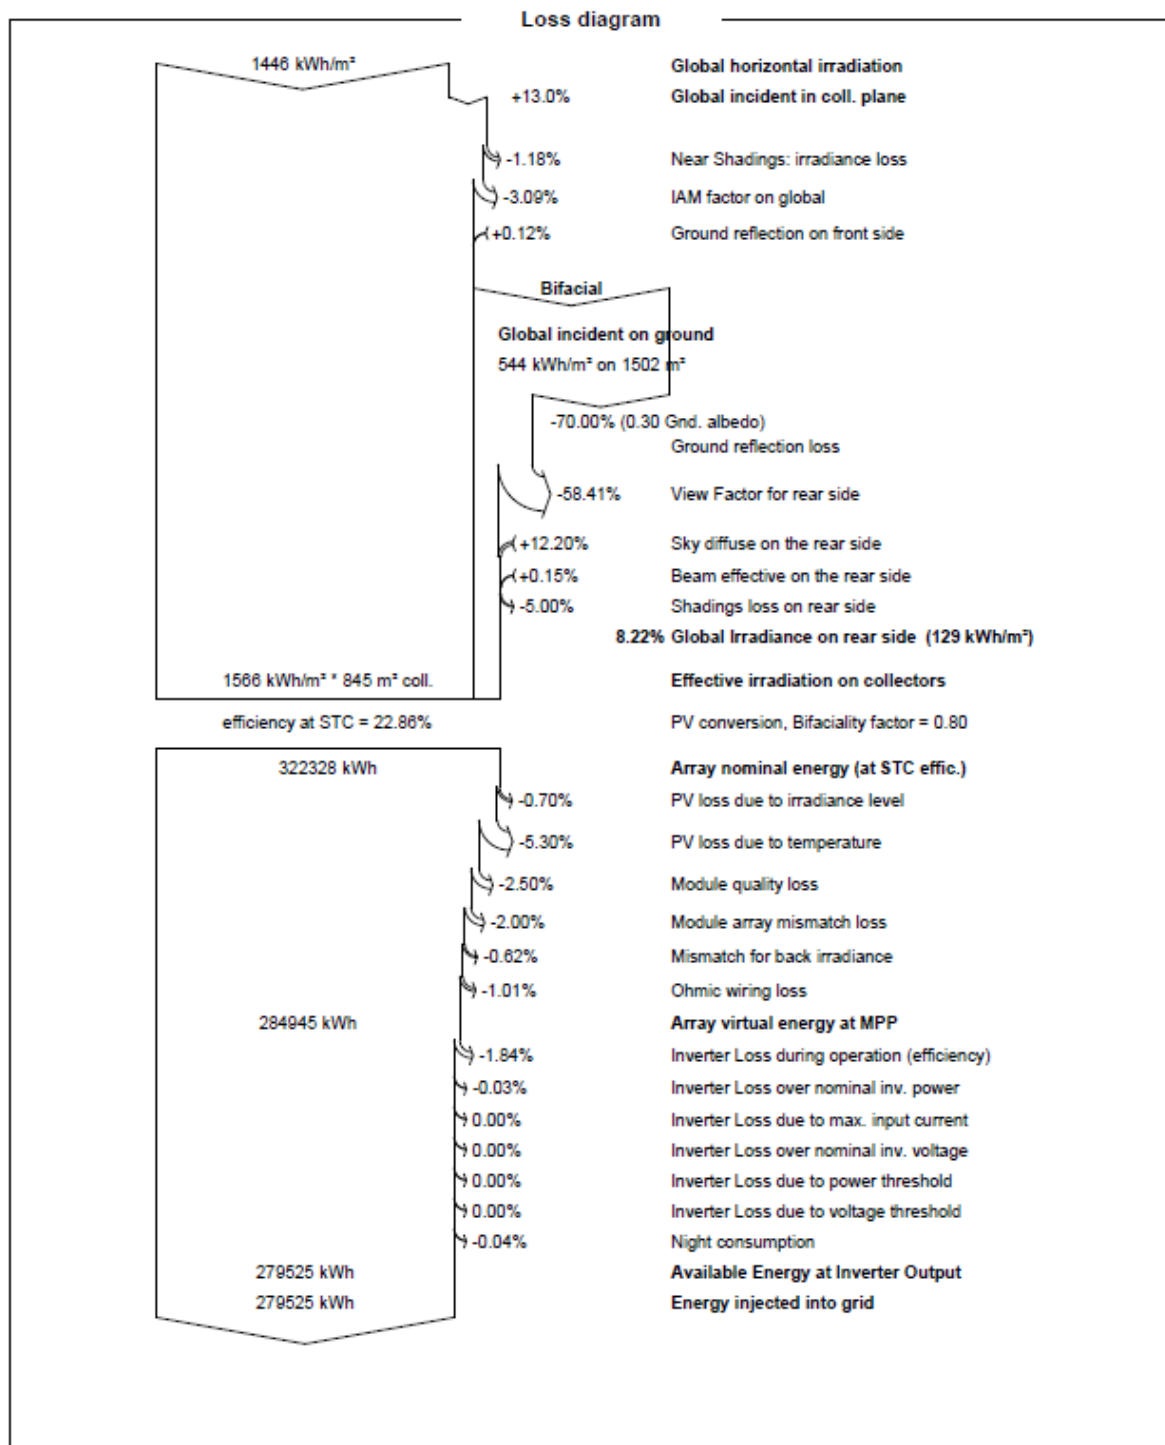 Loss diagram
1446 kWh/m² Global horizontal irradiation
+13.0% Global incident in coll. plane
-1.18% Near Shadings: irradiance loss
-3.09% IAM factor on global
+0.12% Ground reflection on front side
Bifacial
Global incident on ground
544 kWh/m² on 1502 m²
-70.00% (0.30 Gnd. albedo)
Ground reflection loss
-58.41% View Factor for rear side
+12.20% Sky diffuse on the rear side
+0.15% Beam effective on the rear side
-5.00% Shadings loss on rear side
8.22% Global Irradiance on rear side (129 kWh/m²)
1566 kWh/m² * 845 m² coll. Effective irradiation on collectors
efficiency at STC = 22.86% PV conversion, Bifaciality factor = 0.80
322328 kWh Array nominal energy (at STC effic.)
-0.70% PV loss due to irradiance level
-5.30% PV loss due to temperature
-2.50% Module quality loss
-2.00% Module array mismatch loss
-0.62% Mismatch for back irradiance
-1.01% Ohmic wiring loss
284945 kWh Array virtual energy at MPP
-1.84% Inverter Loss during operation (efficiency)
-0.03% Inverter Loss over nominal inv. power
0.00% Inverter Loss due to max. input current
0.00% Inverter Loss over nominal inv. voltage
0.00% Inverter Loss due to power threshold
0.00% Inverter Loss due to voltage threshold
-0.04% Night consumption
279525 kWh Available Energy at Inverter Output
279525 kWh Energy injected into grid